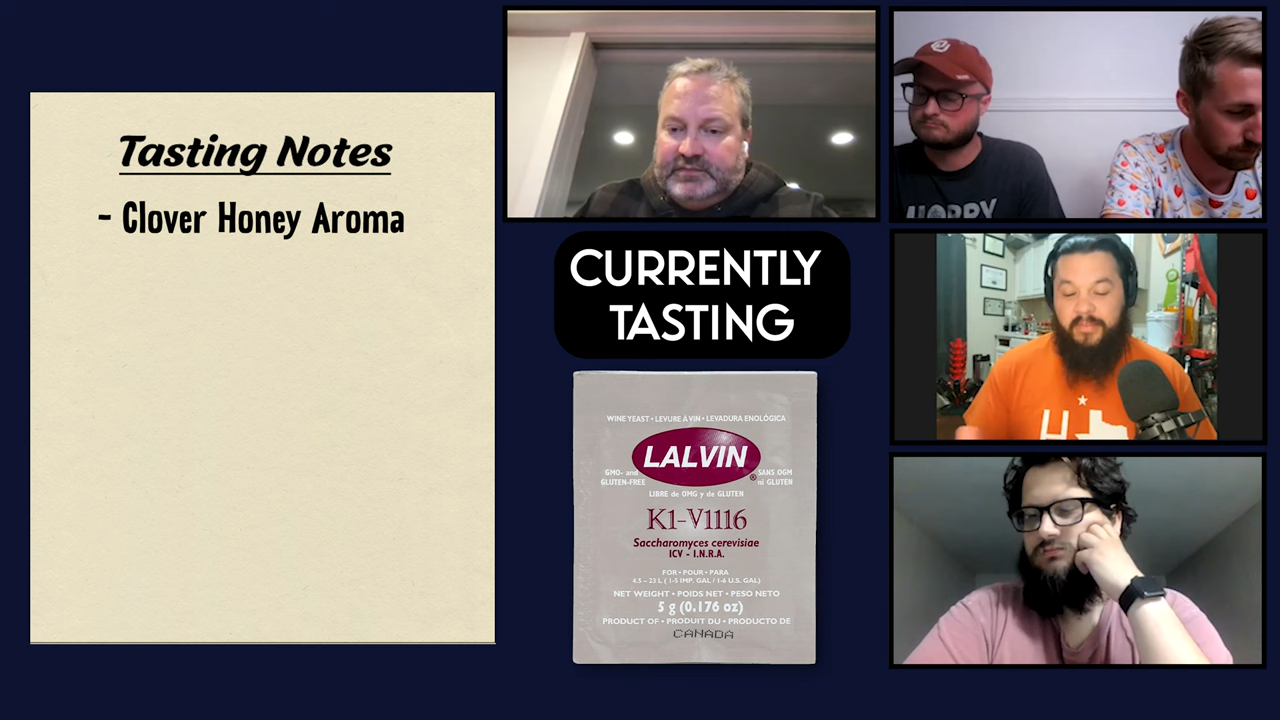 Tasting Notes
- Clover Honey Aroma
CURRENTLY
TASTING
WINE YEAST • LEVURE À VIN • LEVADURA ENOLÓGICA
LALVIN
®
GMO- and
GLUTEN-FREE
SANS OGM
ni GLUTEN
LIBRE de OMG y de GLUTEN
K1-V1116
Saccharomyces cerevisiae
ICV - I.N.R.A.
FOR • POUR • PARA
4.5 – 23 L ( 1-5 IMP. GAL / 1-6 U.S. GAL)
NET WEIGHT • POIDS NET • PESO NETO
5 g (0.176 oz)
PRODUCT OF • PRODUIT DU • PRODUCTO DE
CANADA
H